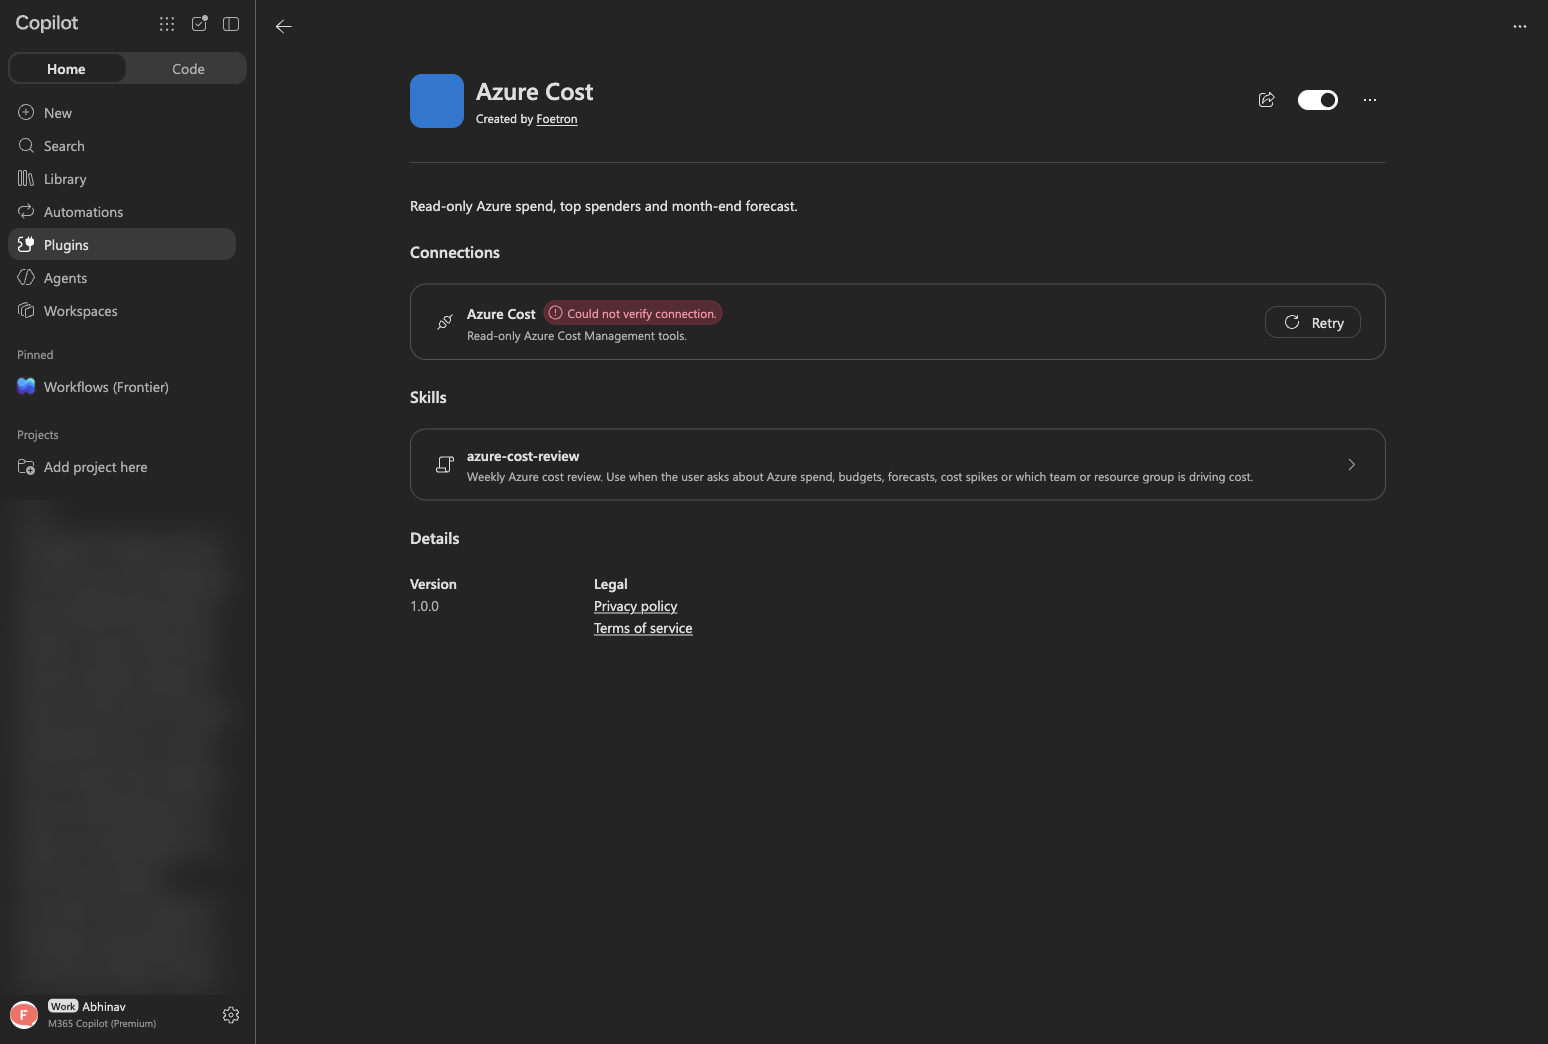 Copilot
Home
Code
New
Search
Library
Automations
Plugins
Agents
Workspaces
Pinned
Workflows (Frontier)
Projects
Add project here
Work Abhinav
F
M365 Copilot (Premium)
Azure Cost
Created by Foetron
Read-only Azure spend, top spenders and month-end forecast.
Connections
Azure Cost Could not verify connection.
Read-only Azure Cost Management tools.
Retry
Skills
azure-cost-review
Weekly Azure cost review. Use when the user asks about Azure spend, budgets, forecasts, cost spikes or which team or resource group is driving cost.
Details
Version
1.0.0
Legal
Privacy policy
Terms of service